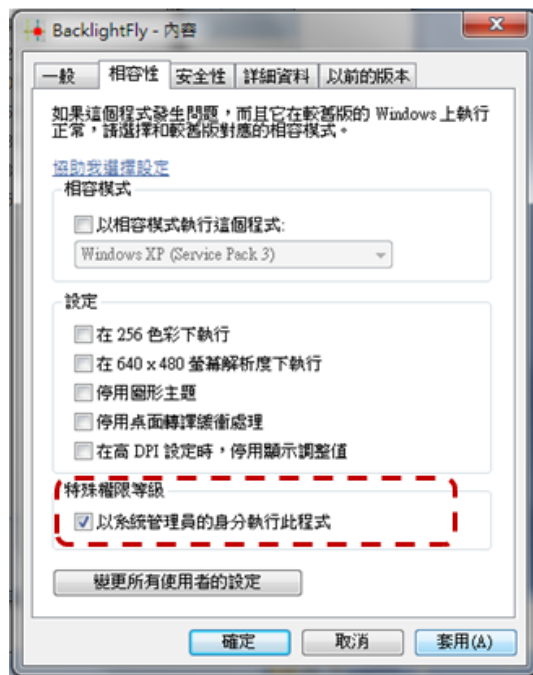 BacklightFly - 內容
一般 相容性 安全性 詳細資料 以前的版本
如果這個程式發生問題，而且它在較舊版的 Windows 上執行
正常，請選擇和較舊版對應的相容模式。
協助我選擇設定
相容模式
以相容模式執行這個程式:
Windows XP (Service Pack 3)
設定
在 256 色彩下執行
在 640 x 480 螢幕解析度下執行
停用圖形主題
停用桌面轉譯緩衝處理
在高 DPI 設定時，停用顯示調整值
特殊權限等級
以系統管理員的身分執行此程式
變更所有使用者的設定
確定 取消 套用(A)